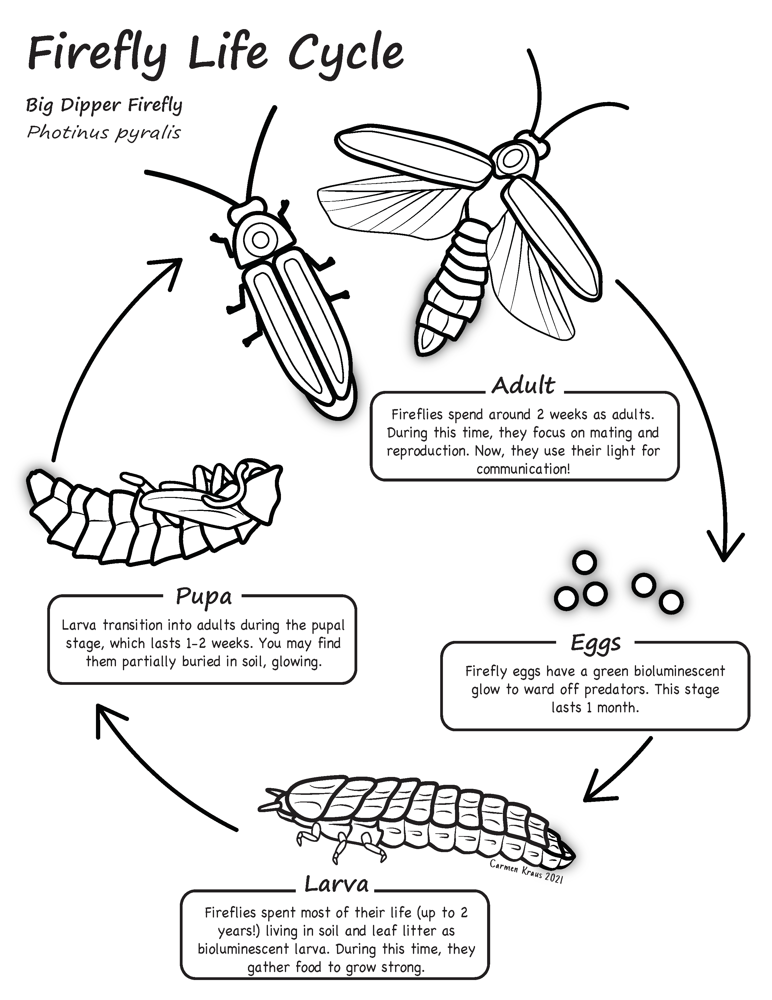 Firefly Life Cycle
Big Dipper Firefly
Photinus pyralis
Adult
Fireflies spend around 2 weeks as adults.
During this time, they focus on mating and
reproduction. Now, they use their light for
communication!
Pupa
Larva transition into adults during the pupal
stage, which lasts 1-2 weeks. You may find
them partially buried in soil, glowing.
Eggs
Firefly eggs have a green bioluminescent
glow to ward off predators. This stage
lasts 1 month.
Carmen Kraus 2021
Larva
Fireflies spent most of their life (up to 2
years!) living in soil and leaf litter as
bioluminescent larva. During this time, they
gather food to grow strong.